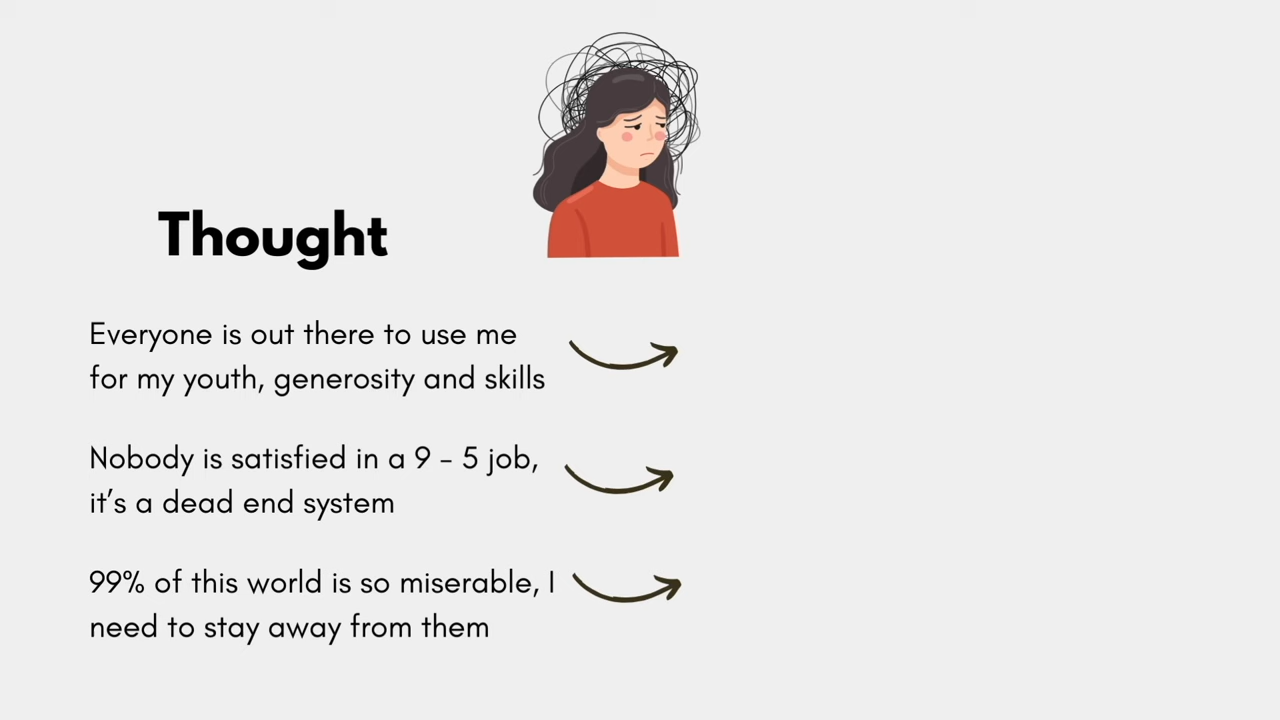 Thought
Everyone is out there to use me
for my youth, generosity and skills
Nobody is satisfied in a 9 – 5 job,
it’s a dead end system
99% of this world is so miserable, I
need to stay away from them